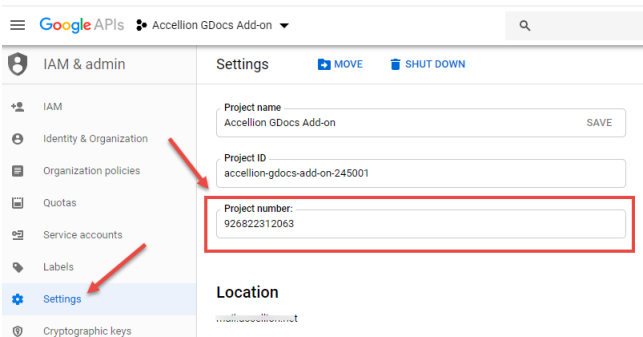 Google APIs Accellion GDocs Add-on
IAM & admin
Settings MOVE SHUT DOWN
IAM
Identity & Organization
Organization policies
Quotas
Service accounts
Labels
Settings
Cryptographic keys
Project name
Accellion GDocs Add-on SAVE
Project ID
accellion-gdocs-add-on-245001
Project number:
926822312063
Location